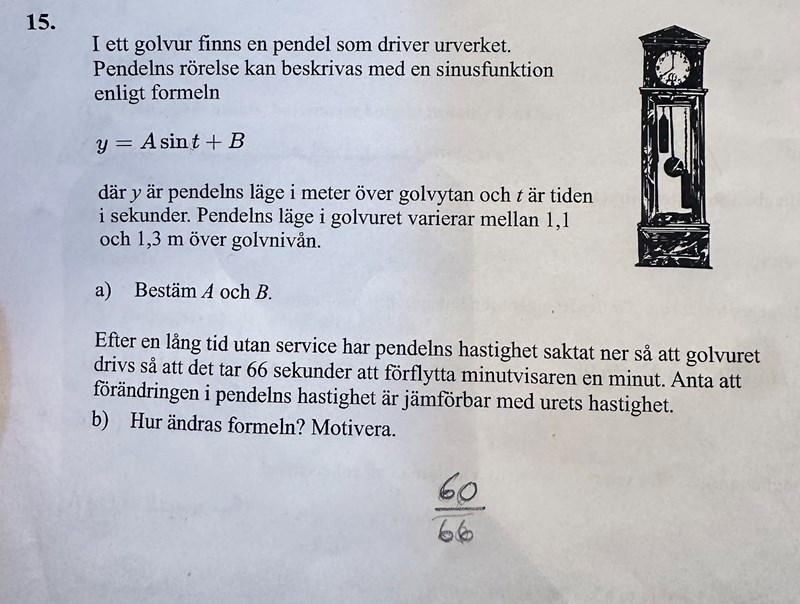 15.
I ett golvur finns en pendel som driver urverket.
Pendelns rörelse kan beskrivas med en sinusfunktion
enligt formeln
y = A sin t + B
där y är pendelns läge i meter över golvytan och t är tiden
i sekunder. Pendelns läge i golvuret varierar mellan 1,1
och 1,3 m över golvnivån.
a) Bestäm A och B.
Efter en lång tid utan service har pendelns hastighet saktat ner så att golvuret
drivs så att det tar 66 sekunder att förflytta minutvisaren en minut. Anta att
förändringen i pendelns hastighet är jämförbar med urets hastighet.
b) Hur ändras formeln? Motivera.
60
66